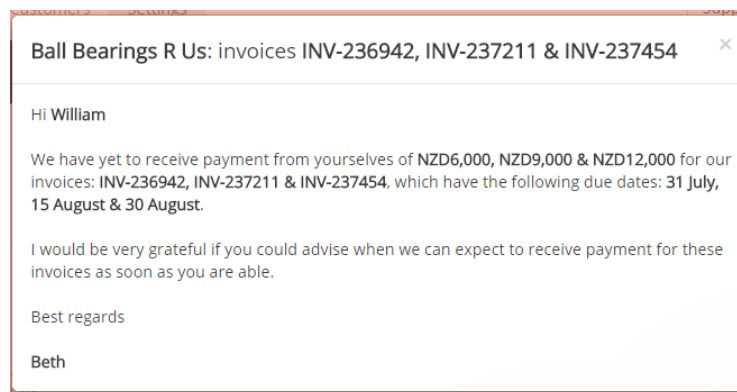 Customers Settings
Ball Bearings R Us: invoices INV-236942, INV-237211 & INV-237454 ×
Hi William
We have yet to receive payment from yourselves of NZD6,000, NZD9,000 & NZD12,000 for our
invoices: INV-236942, INV-237211 & INV-237454, which have the following due dates: 31 July,
15 August & 30 August.
I would be very grateful if you could advise when we can expect to receive payment for these
invoices as soon as you are able.
Best regards
Beth